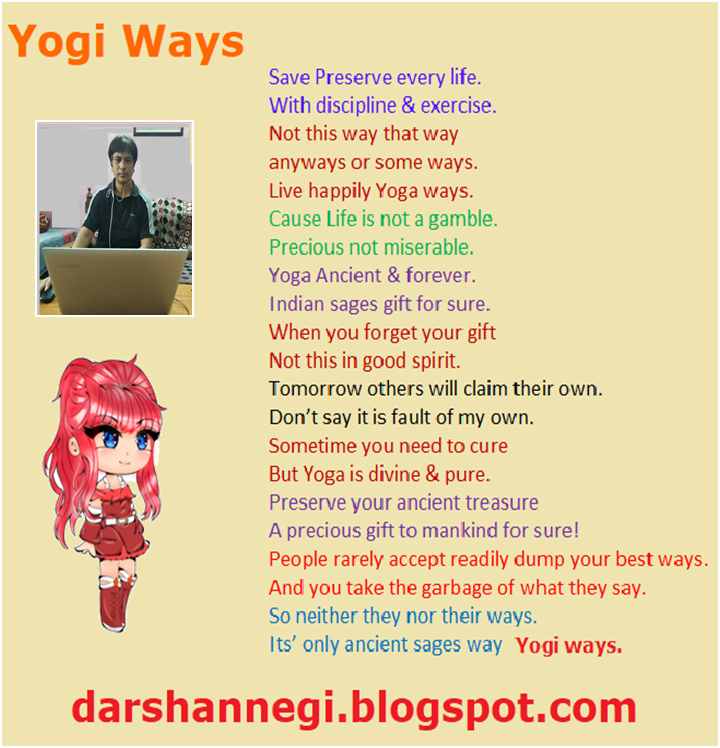 Yogi Ways
Save Preserve every life.
With discipline & exercise.
Not this way that way
anyways or some ways.
Live happily Yoga ways.
Cause Life is not a gamble.
Precious not miserable.
Yoga Ancient & forever.
Indian sages gift for sure.
When you forget your gift
Not this in good spirit.
Tomorrow others will claim their own.
Don’t say it is fault of my own.
Sometime you need to cure
But Yoga is divine & pure.
Preserve your ancient treasure
A precious gift to mankind for sure!
People rarely accept readily dump your best ways.
And you take the garbage of what they say.
So neither they nor their ways.
Its’ only ancient sages way Yogi ways.
darshannegi.blogspot.com